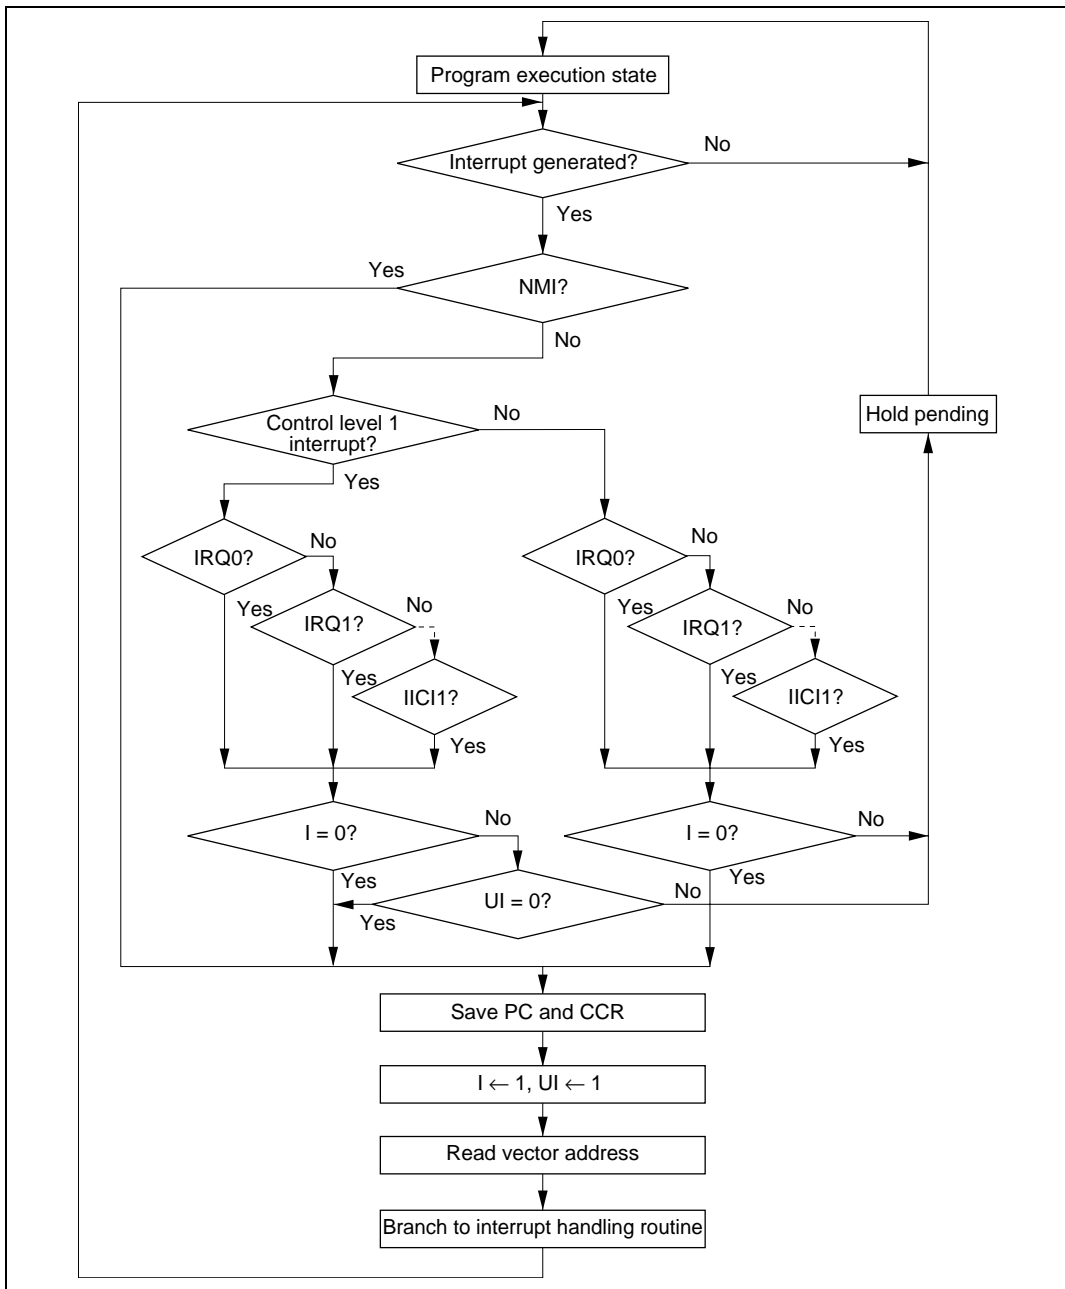 Program execution state
Interrupt generated?
No
Yes
Yes
NMI?
No
Control level 1
interrupt?
No
Hold pending
Yes
IRQ0?
No
IRQ0?
No
Yes
IRQ1?
No
Yes
IRQ1?
No
Yes
IICI1?
Yes
IICI1?
Yes
Yes
I = 0?
No
I = 0?
No
Yes
Yes
UI = 0?
No
Yes
Save PC and CCR
I ← 1, UI ← 1
Read vector address
Branch to interrupt handling routine